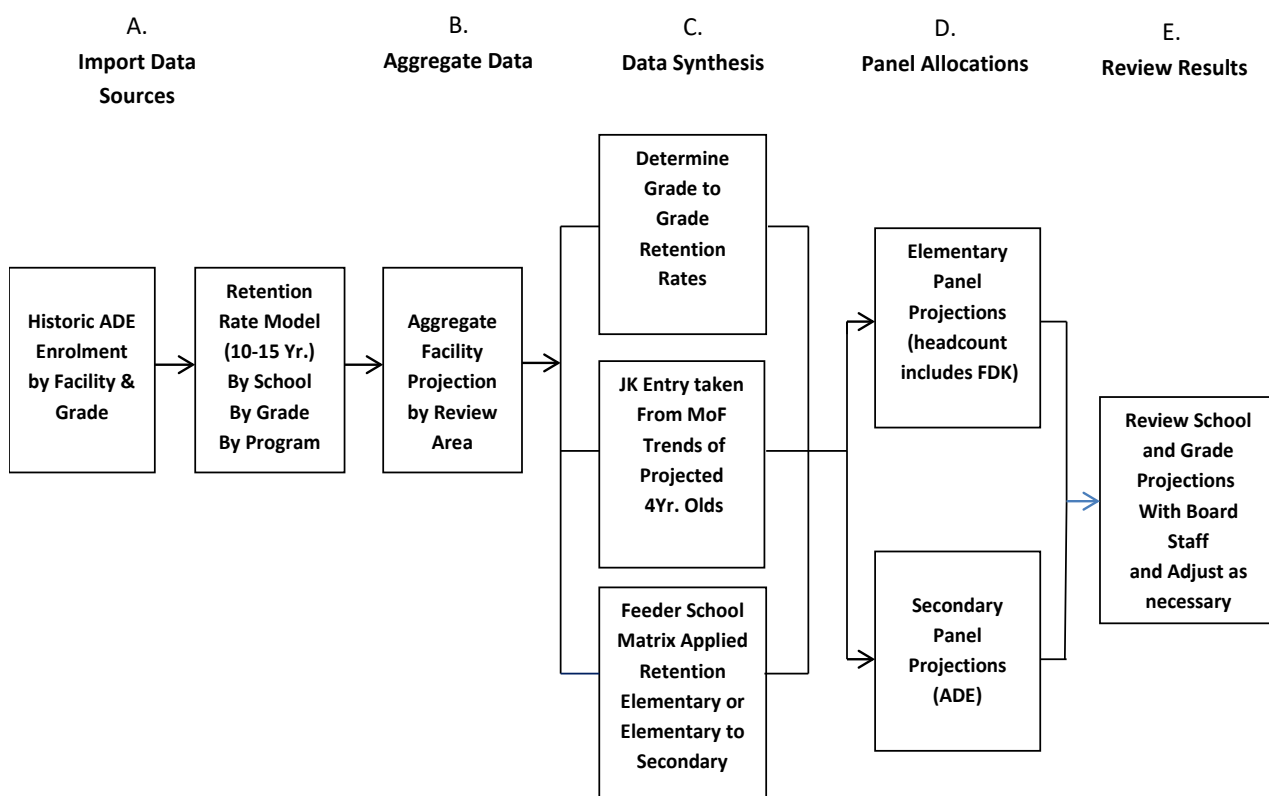 A.
Import Data
Sources
B.
Aggregate Data
C.
Data Synthesis
D.
Panel Allocations
E.
Review Results
Historic ADE
Enrolment
by Facility &
Grade
Retention
Rate Model
(10-15 Yr.)
By School
By Grade
By Program
Aggregate
Facility
Projection
by Review
Area
Determine
Grade to
Grade
Retention
Rates
JK Entry taken
From MoF
Trends of
Projected
4Yr. Olds
Feeder School
Matrix Applied
Retention
Elementary or
Elementary to
Secondary
Elementary
Panel
Projections
(headcount
includes FDK)
Secondary
Panel
Projections
(ADE)
Review School
and Grade
Projections
With Board
Staff
and Adjust as
necessary